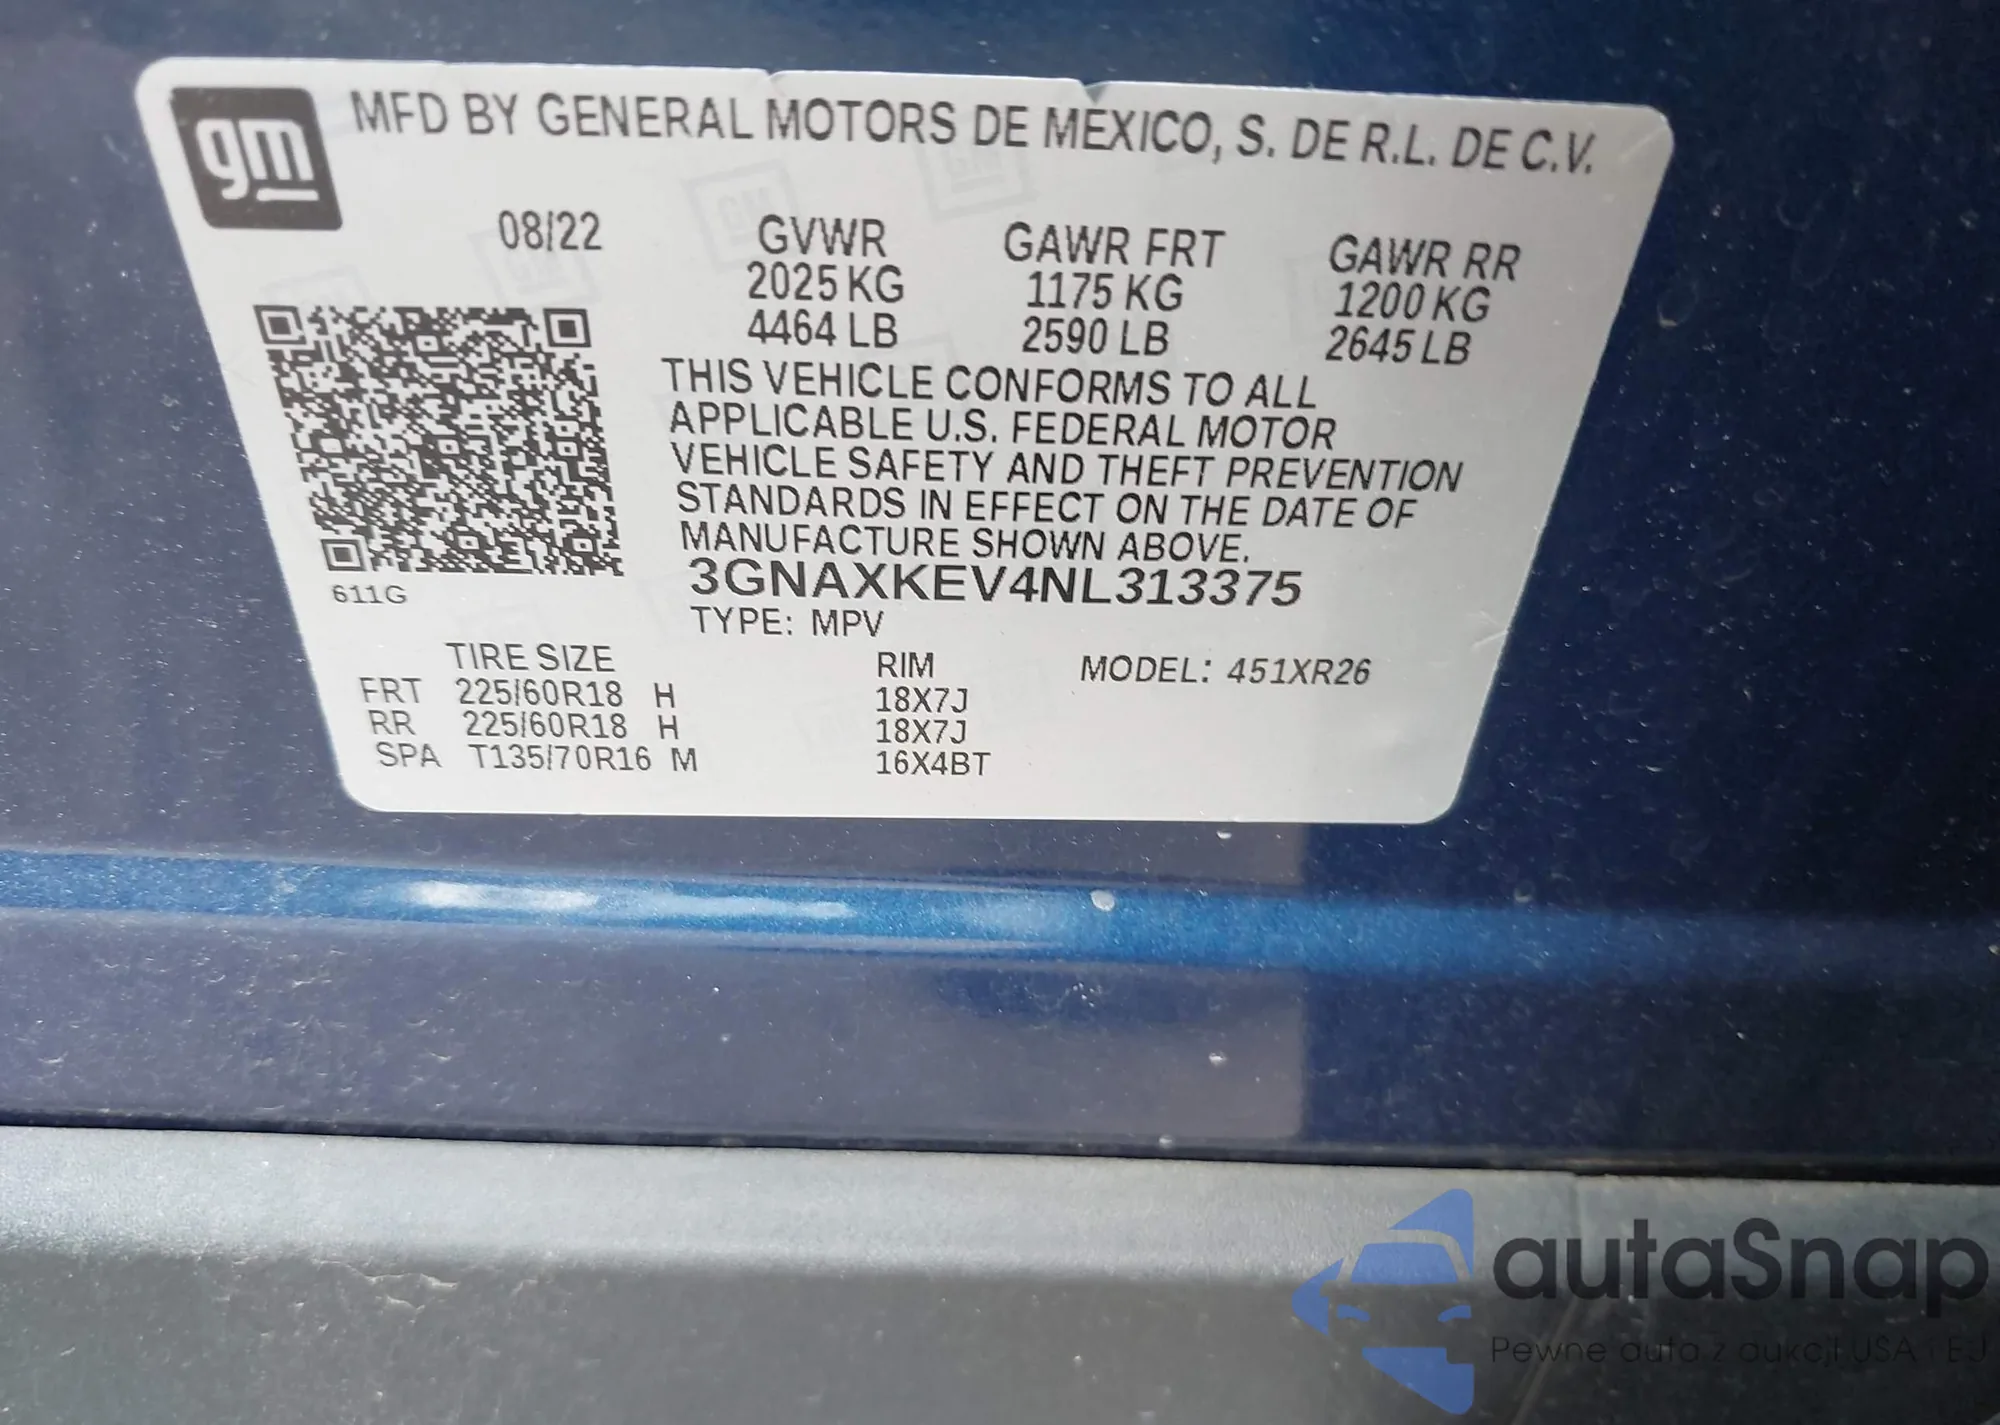 gm
MFD BY GENERAL MOTORS DE MEXICO, S. DE R.L. DE C.V.
08/22
GVWR GAWR FRT GAWR RR
2025 KG 1175 KG 1200 KG
4464 LB 2590 LB 2645 LB
THIS VEHICLE CONFORMS TO ALL
APPLICABLE U.S. FEDERAL MOTOR
VEHICLE SAFETY AND THEFT PREVENTION
STANDARDS IN EFFECT ON THE DATE OF
MANUFACTURE SHOWN ABOVE.
611G
3GNAXKEV4NL313375
TYPE: MPV
TIRE SIZE RIM MODEL: 451XR26
FRT 225/60R18 H 18X7J
RR 225/60R18 H 18X7J
SPA T135/70R16 M 16X4BT
autaSnap
Pewne auta z aukcji USA i EU